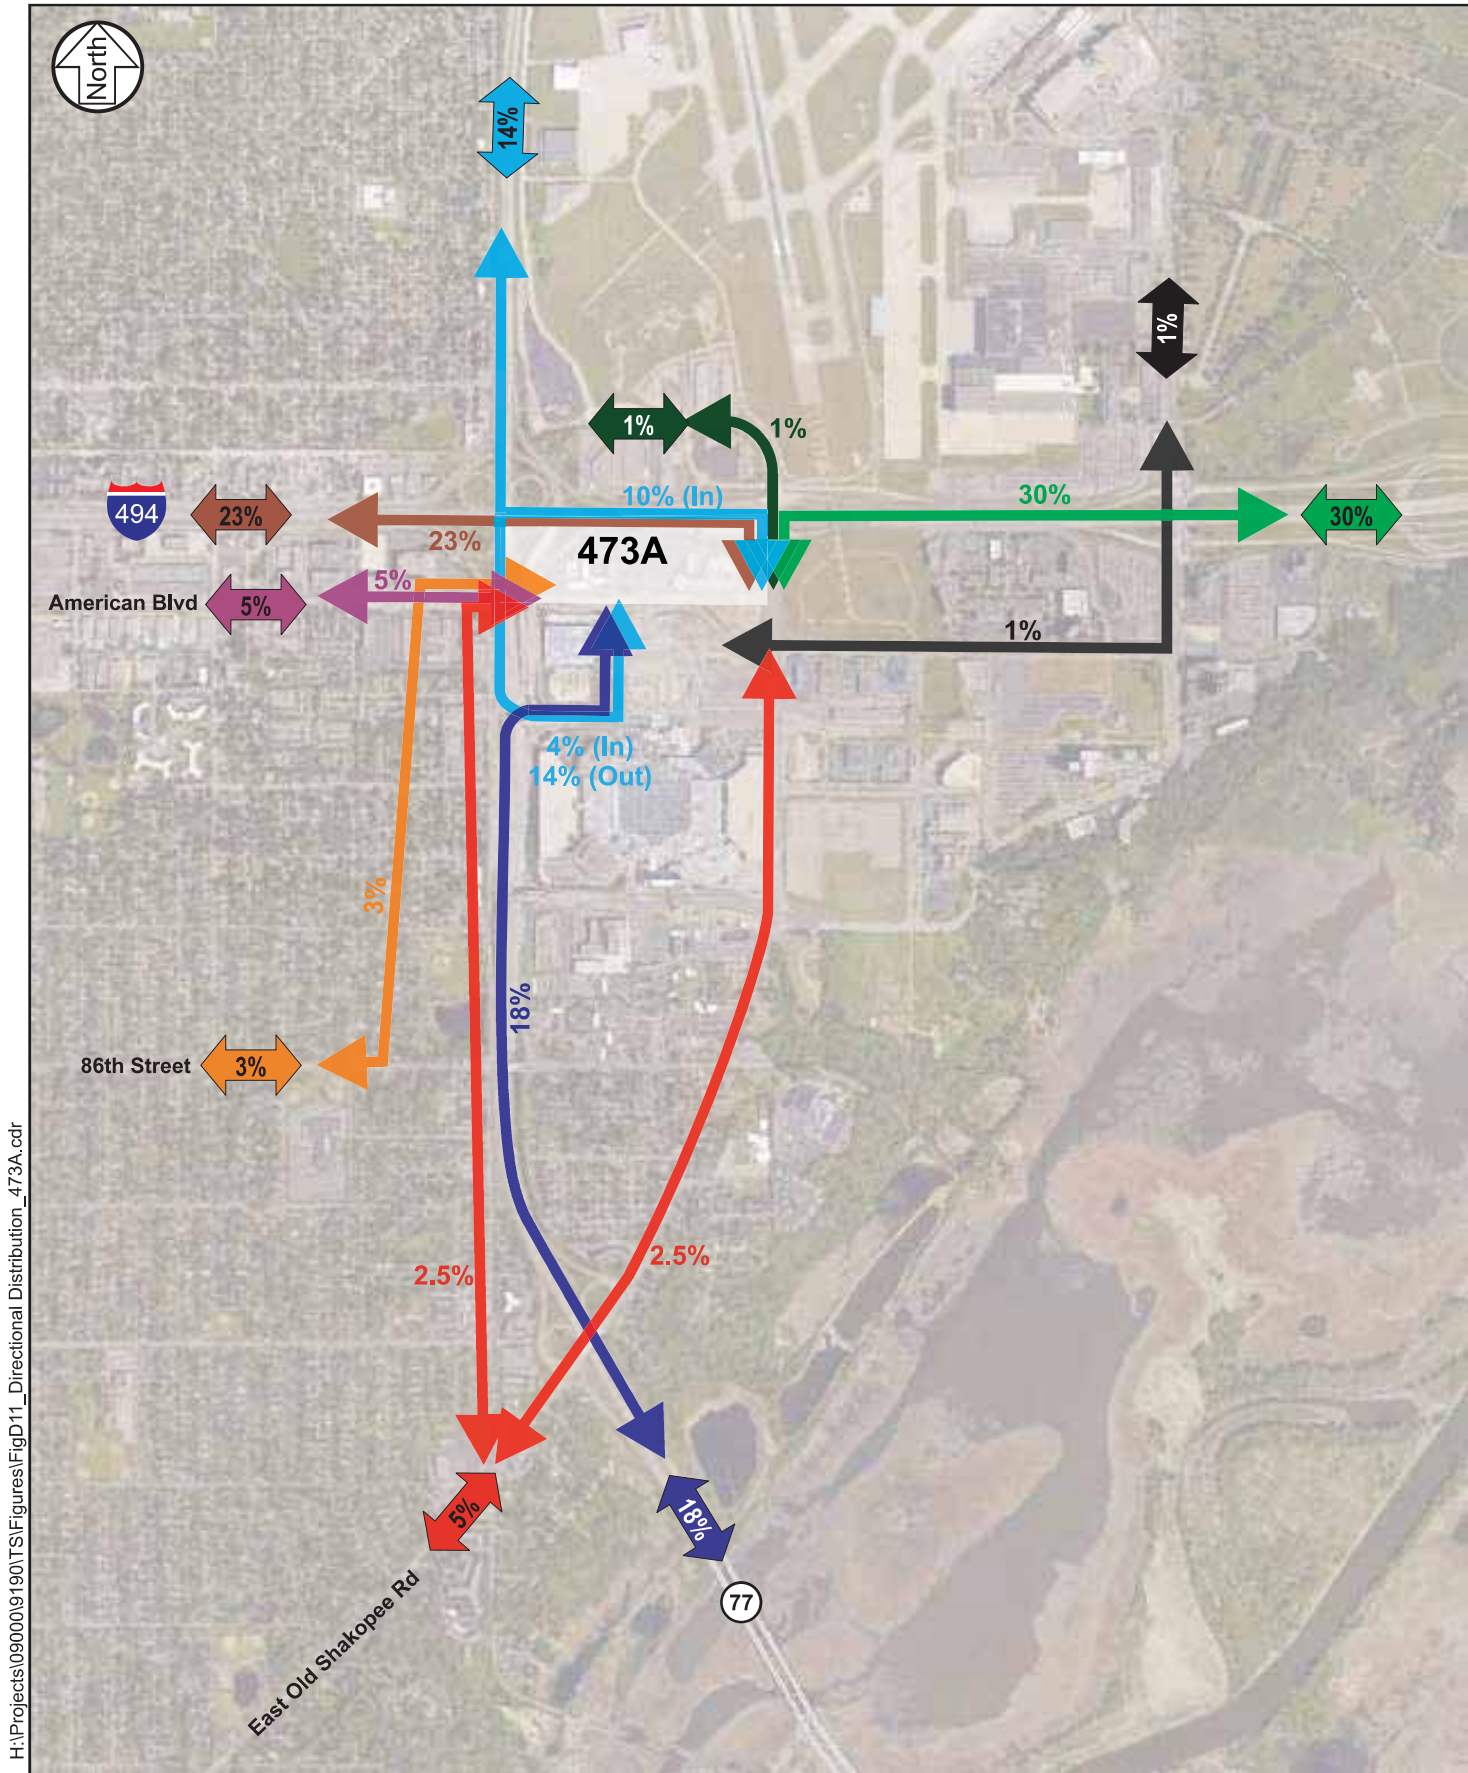 North
14%
1%
1%
1%
494
23%
10% (In)
30%
30%
23%
473A
American Blvd
5%
5%
1%
4% (In)
14% (Out)
3%
18%
86th Street
3%
2.5%
2.5%
5%
18%
77
East Old Shakopee Rd
H:\Projects\09000\9190\TS\Figures\FigD11_Directional Distribution_473A.cdr